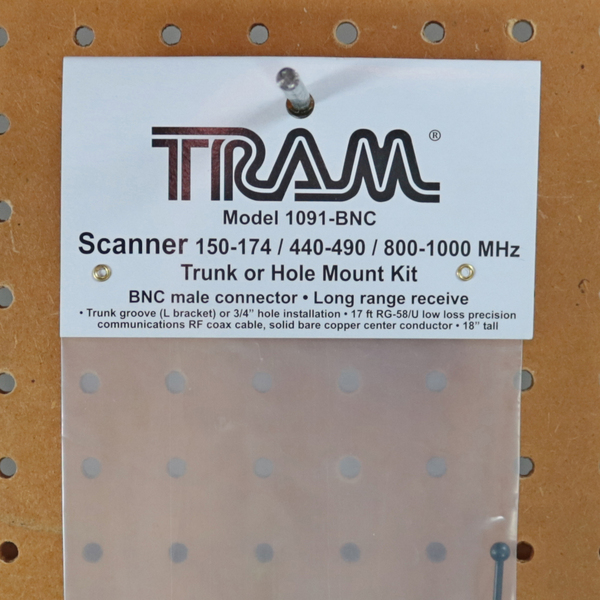 TRAM®
Model 1091-BNC
Scanner 150-174 / 440-490 / 800-1000 MHz
Trunk or Hole Mount Kit
BNC male connector • Long range receive
• Trunk groove (L bracket) or 3/4" hole installation • 17 ft RG-58/U low loss precision
communications RF coax cable, solid bare copper center conductor • 18" tall